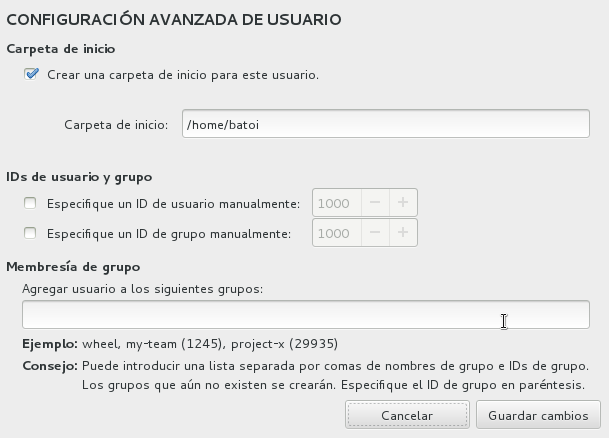 CONFIGURACIÓN AVANZADA DE USUARIO
Carpeta de inicio
Crear una carpeta de inicio para este usuario.
Carpeta de inicio: /home/batoi
IDs de usuario y grupo
Especifique un ID de usuario manualmente: 1000 − +
Especifique un ID de grupo manualmente: 1000 − +
Membresía de grupo
Agregar usuario a los siguientes grupos:
Ejemplo: wheel, my-team (1245), project-x (29935)
Consejo: Puede introducir una lista separada por comas de nombres de grupo e IDs de grupo.
Los grupos que aún no existen se crearán. Especifique el ID de grupo en paréntesis.
Cancelar Guardar cambios